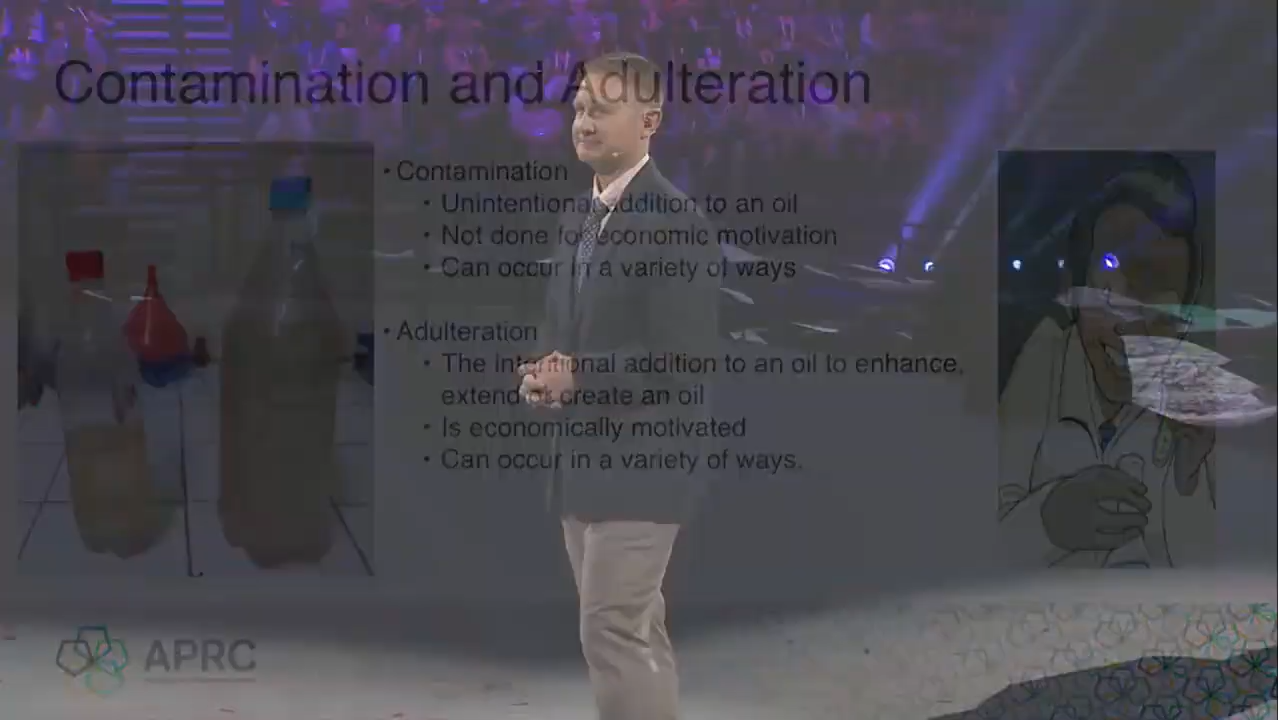 Contamination and Adulteration
• Contamination
• Unintentional addition to an oil
• Not done for economic motivation
• Can occur in a variety of ways
• Adulteration
• The intentional addition to an oil to enhance,
extend or create an oil
• Is economically motivated
• Can occur in a variety of ways.
APRC